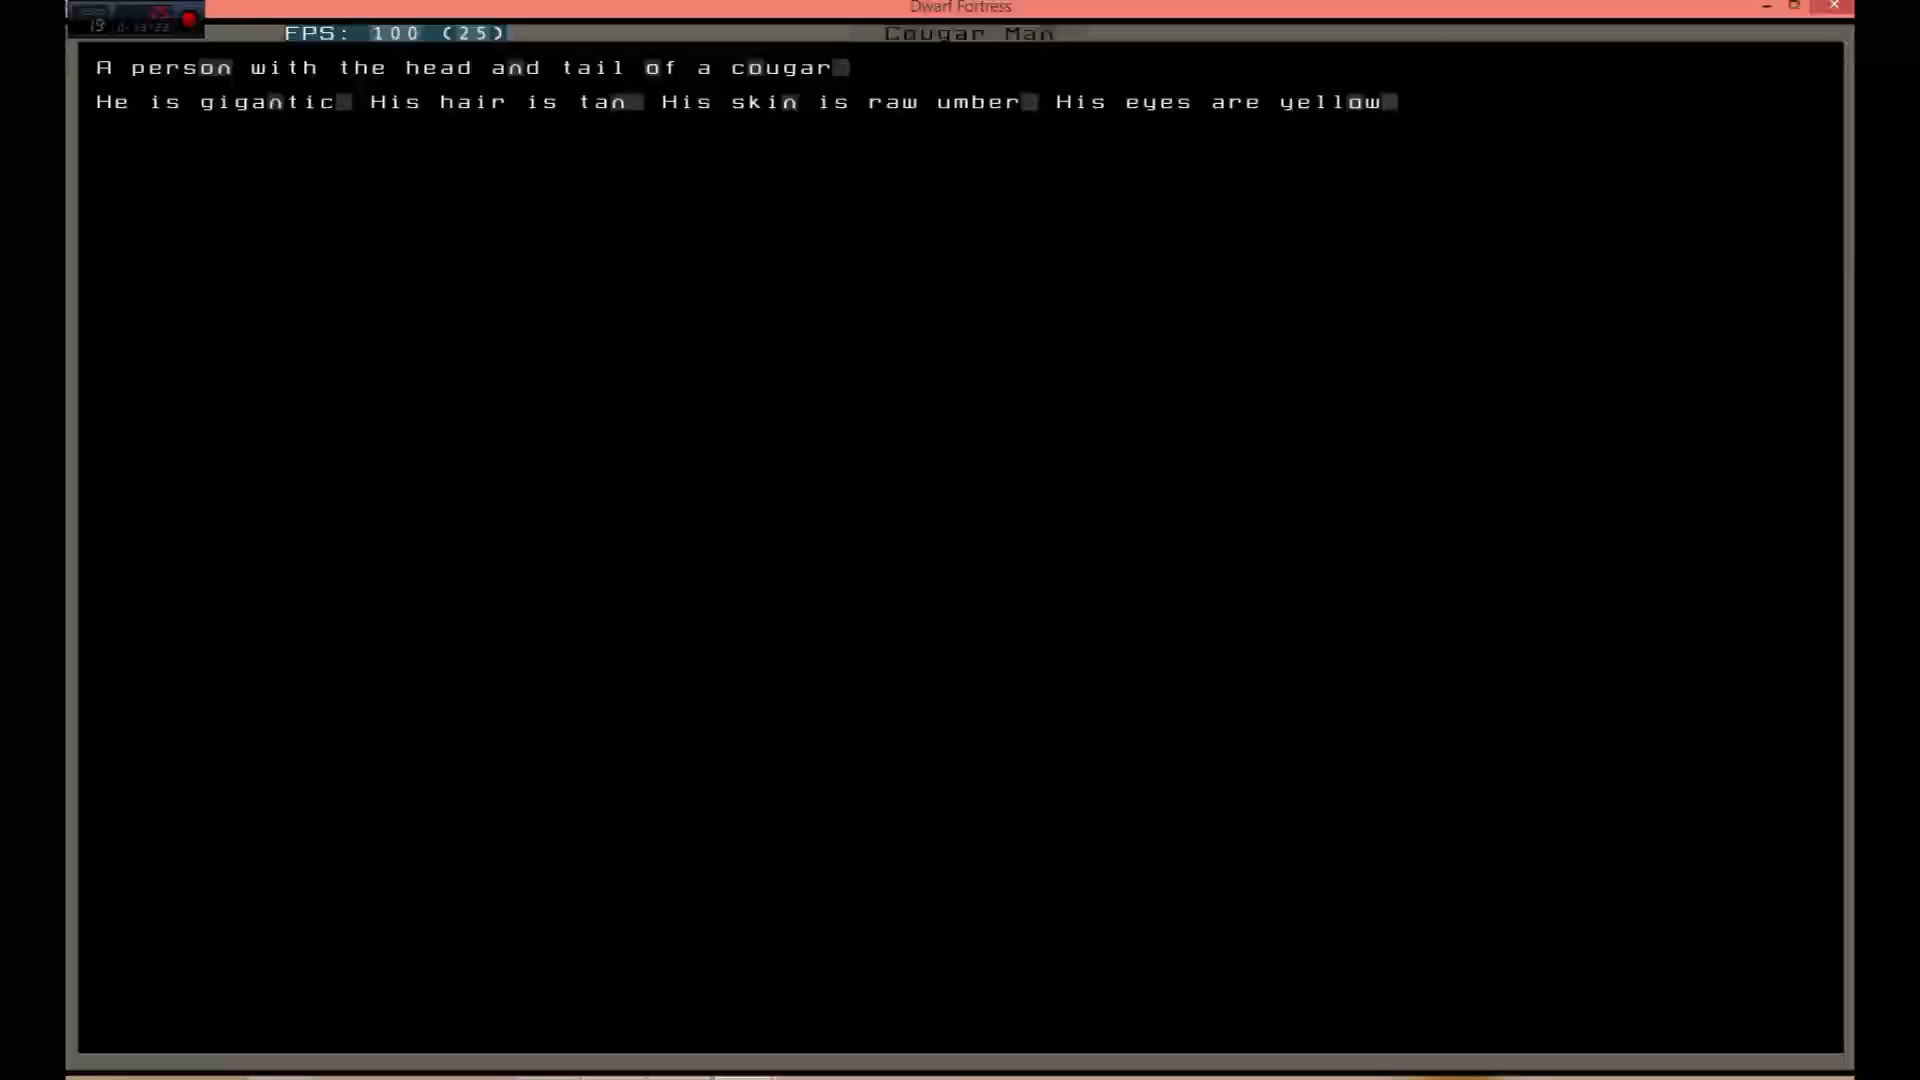 Dwarf Fortress
19
FPS: 100 (25)
Cougar Man
A person with the head and tail of a cougar
He is gigantic His hair is tan His skin is raw umber His eyes are yellow